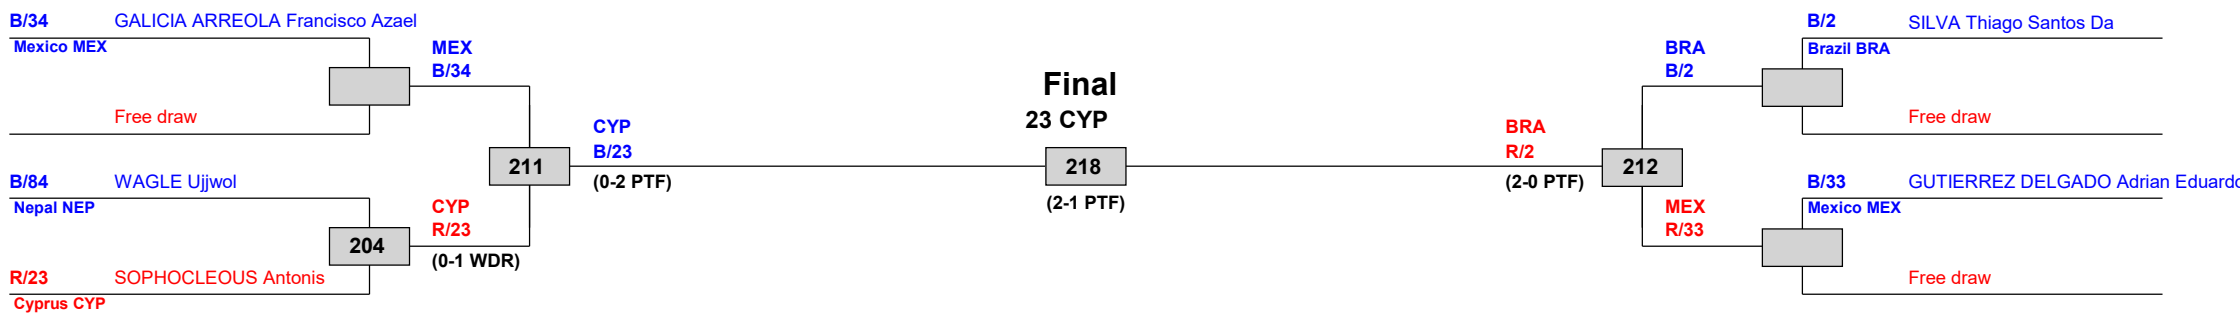 B/34 GALICIA ARREOLA Francisco Azael
Mexico MEX
MEX
B/34
Free draw
CYP
B/23
(0-2 PTF)
211
B/84 WAGLE Ujjwol
Nepal NEP
204
CYP
R/23
(0-1 WDR)
R/23 SOPHOCLEOUS Antonis
Cyprus CYP
Final
23 CYP
218
(2-1 PTF)
BRA
R/2
(2-0 PTF)
212
BRA
B/2
B/2 SILVA Thiago Santos Da
Brazil BRA
Free draw
MEX
R/33
B/33 GUTIERREZ DELGADO Adrian Eduardo
Mexico MEX
Free draw